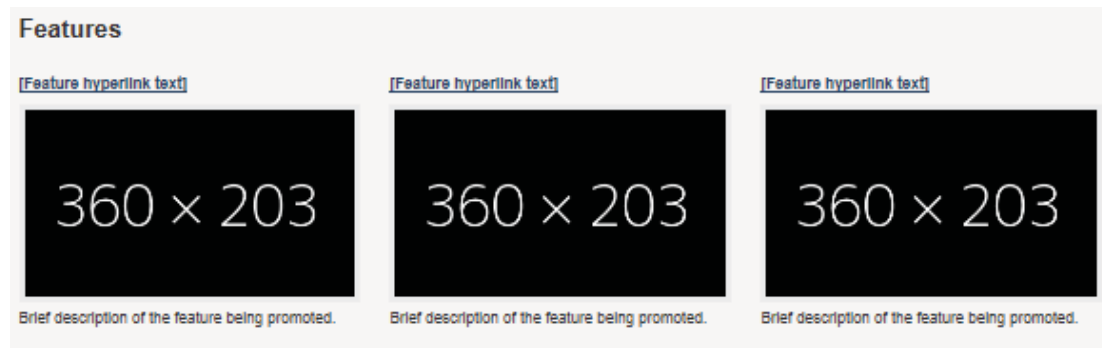 Features
[Feature hyperlink text] [Feature hyperlink text] [Feature hyperlink text]
360 × 203 360 × 203 360 × 203
Brief description of the feature being promoted. Brief description of the feature being promoted. Brief description of the feature being promoted.